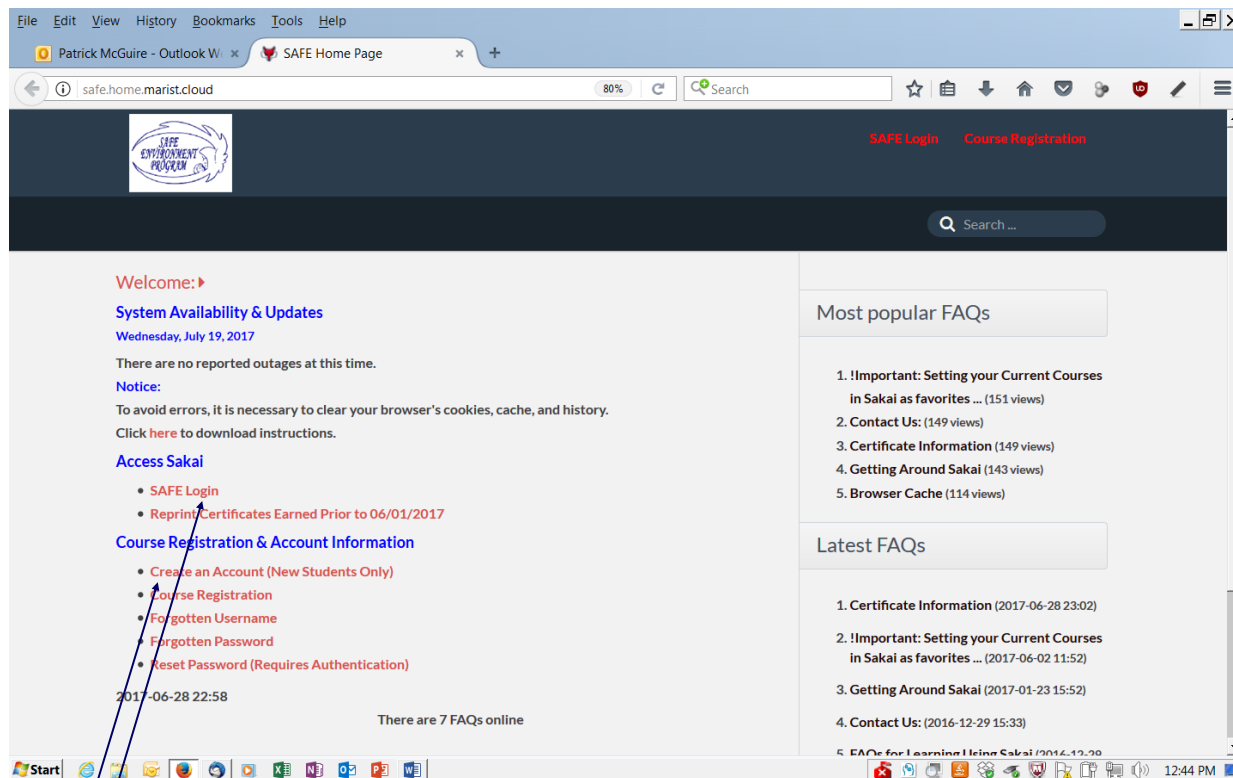 File Edit View History Bookmarks Tools Help
Patrick McGuire - Outlook W
SAFE Home Page
safe.home.marist.cloud
80%
Search
SAFE ENVIRONMENT PROGRAM
SAFE Login Course Registration
Search ...
Welcome:
System Availability & Updates
Wednesday, July 19, 2017
There are no reported outages at this time.
Notice:
To avoid errors, it is necessary to clear your browser's cookies, cache, and history.
Click here to download instructions.
Access Sakai
• SAFE Login
• Reprint Certificates Earned Prior to 06/01/2017
Course Registration & Account Information
• Create an Account (New Students Only)
• Course Registration
• Forgotten Username
• Forgotten Password
• Reset Password (Requires Authentication)
2017-06-28 22:58
There are 7 FAQs online
Most popular FAQs
1. !Important: Setting your Current Courses
in Sakai as favorites ... (151 views)
2. Contact Us: (149 views)
3. Certificate Information (149 views)
4. Getting Around Sakai (143 views)
5. Browser Cache (114 views)
Latest FAQs
1. Certificate Information (2017-06-28 23:02)
2. !Important: Setting your Current Courses
in Sakai as favorites ... (2017-06-02 11:52)
3. Getting Around Sakai (2017-01-23 15:52)
4. Contact Us: (2016-12-29 15:33)
5. FAQs for Learning Using Sakai (2016-12-29
Start
12:44 PM